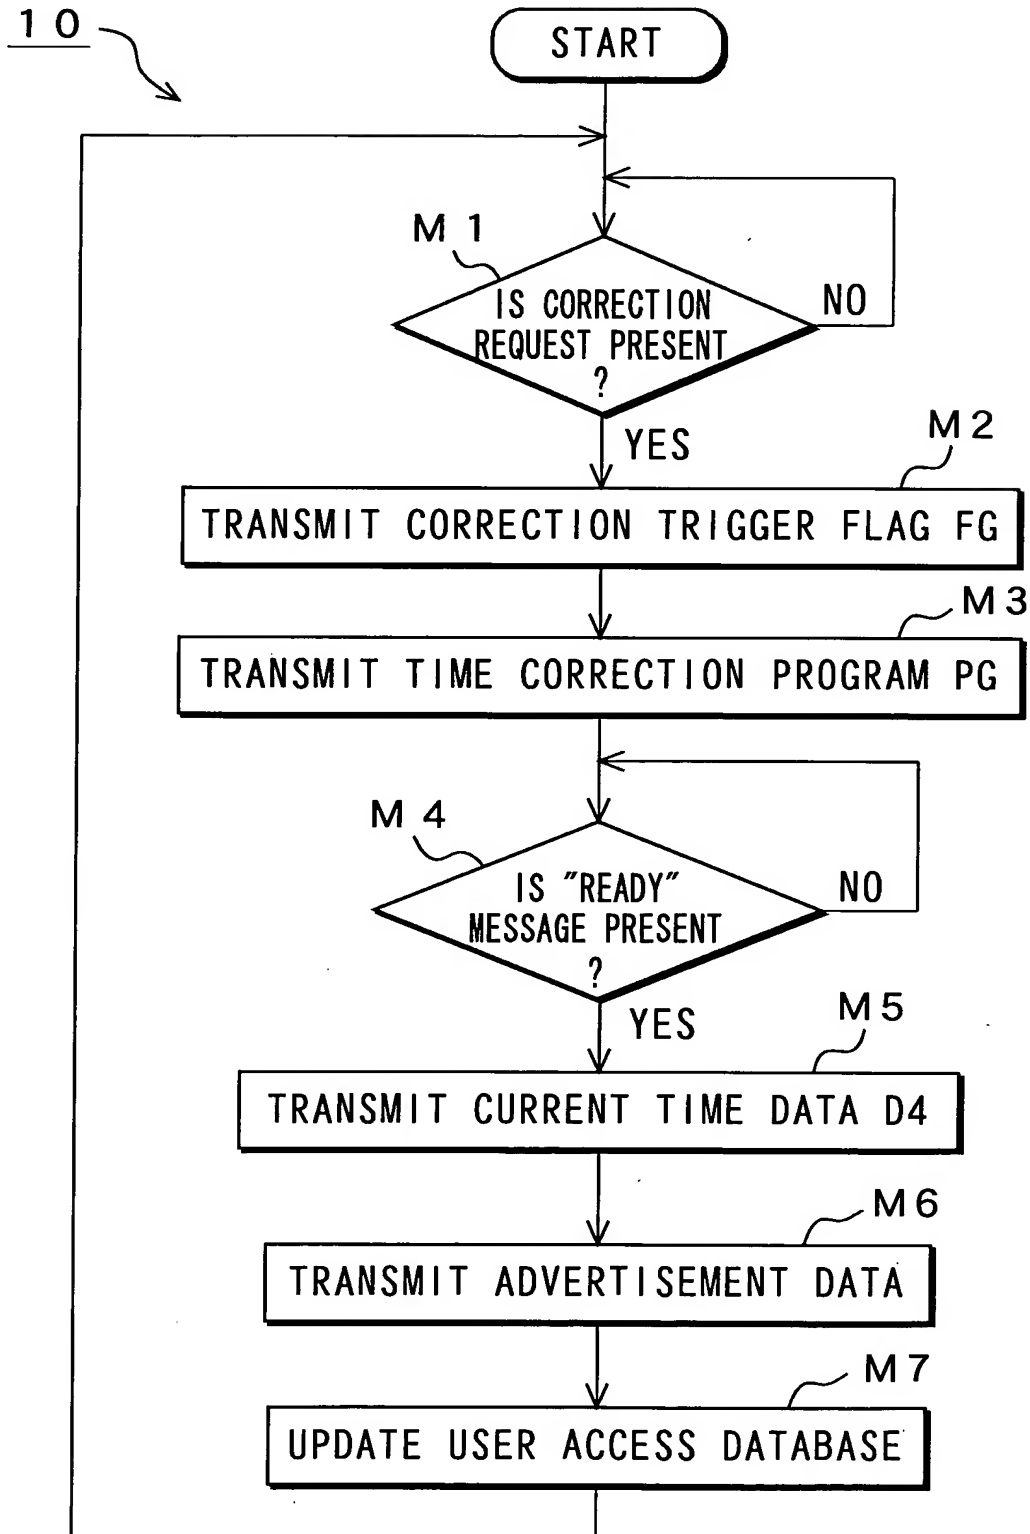 10
START
M1
IS CORRECTION
REQUEST PRESENT
?
NO
YES
M2
TRANSMIT CORRECTION TRIGGER FLAG FG
M3
TRANSMIT TIME CORRECTION PROGRAM PG
M4
IS "READY"
MESSAGE PRESENT
?
NO
YES
M5
TRANSMIT CURRENT TIME DATA D4
M6
TRANSMIT ADVERTISEMENT DATA
M7
UPDATE USER ACCESS DATABASE